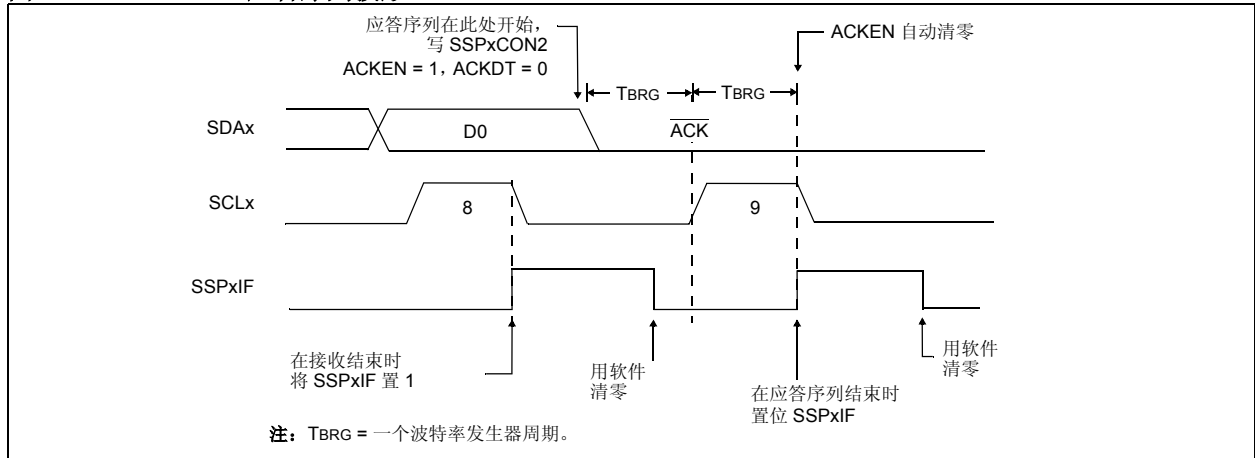 应答序列在此处开始，
写 SSPxCON2
ACKEN = 1，ACKDT = 0
ACKEN 自动清零
TBRG
TBRG
SDAx
D0
ACK
SCLx
8
9
SSPxIF
在接收结束时
将 SSPxIF 置 1
用软件
清零
在应答序列结束时
置位 SSPxIF
用软件
清零
注：TBRG = 一个波特率发生器周期。